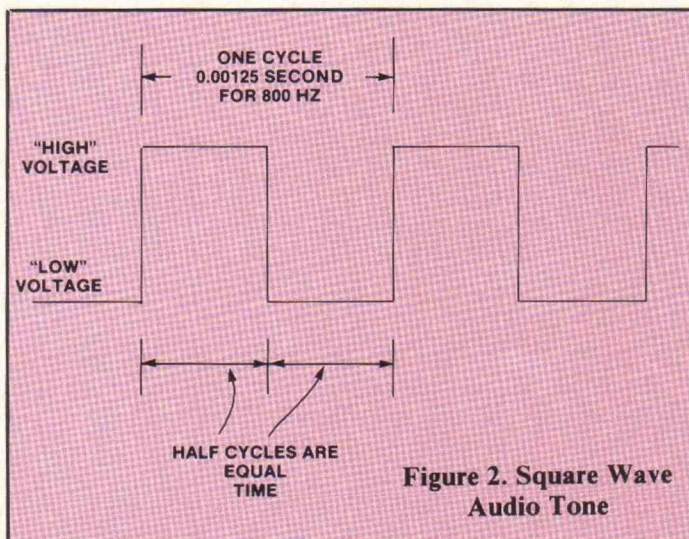 ONE CYCLE
0.00125 SECOND
FOR 800 HZ
"HIGH"
VOLTAGE
"LOW"
VOLTAGE
HALF CYCLES ARE
EQUAL
TIME
Figure 2. Square Wave
Audio Tone